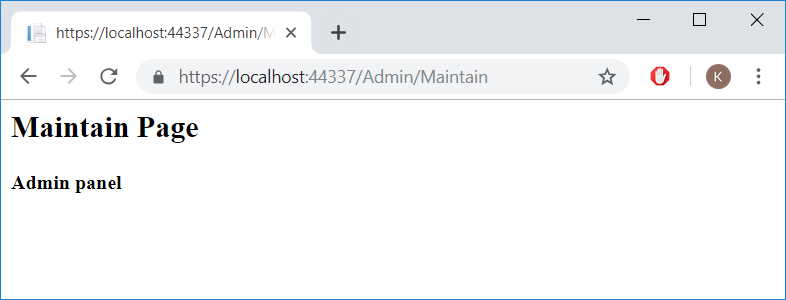 https://localhost:44337/Admin/M
https://localhost:44337/Admin/Maintain
K
Maintain Page
Admin panel